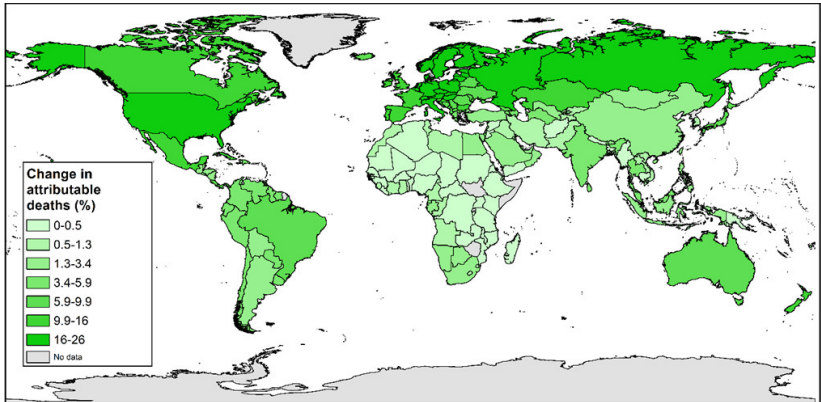 Change in
attributable
deaths (%)
0-0.5
0.5-1.3
1.3-3.4
3.4-5.9
5.9-9.9
9.9-16
16-26
No data